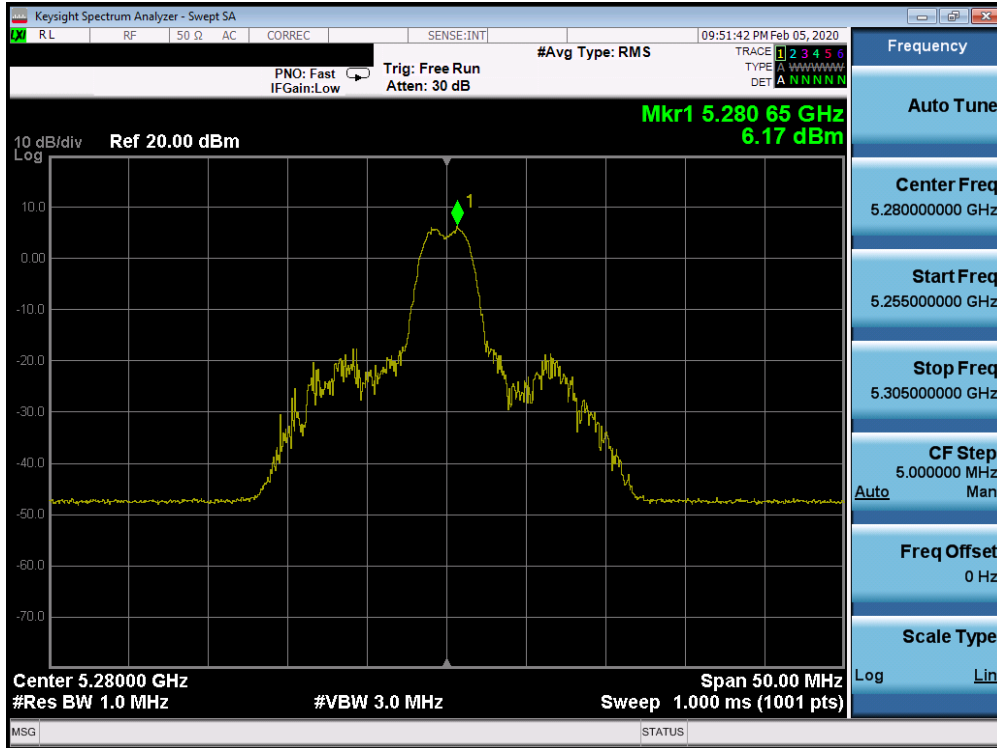 Keysight Spectrum Analyzer - Swept SA
LXI RL RF 50 Ω AC CORREC SENSE:INT 09:51:42 PM Feb 05, 2020
#Avg Type: RMS
TRACE 1 2 3 4 5 6
TYPE A WWWWW
DET A N N N N N
PNO: Fast
IFGain:Low
Trig: Free Run
Atten: 30 dB
Mkr1 5.280 65 GHz
6.17 dBm
10 dB/div
Log
Ref 20.00 dBm
1
10.0
0.00
-10.0
-20.0
-30.0
-40.0
-50.0
-60.0
-70.0
Center 5.28000 GHz
Span 50.00 MHz
#Res BW 1.0 MHz
#VBW 3.0 MHz
Sweep 1.000 ms (1001 pts)
MSG
STATUS
Frequency
Auto Tune
Center Freq
5.280000000 GHz
Start Freq
5.255000000 GHz
Stop Freq
5.305000000 GHz
CF Step
5.000000 MHz
Auto Man
Freq Offset
0 Hz
Scale Type
Log Lin